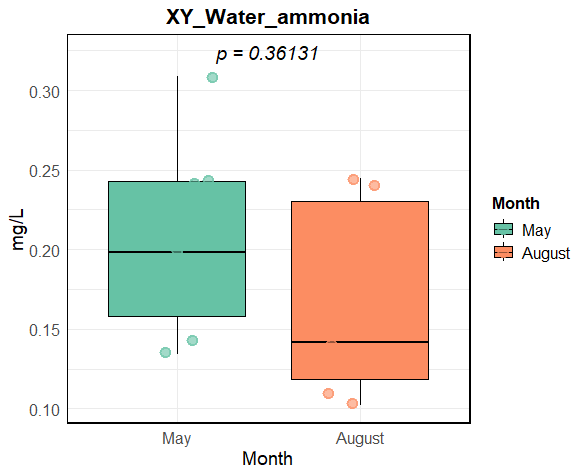 XY_Water_ammonia
p = 0.36131
mg/L
0.30
0.25
0.20
0.15
0.10
May
August
Month
Month
May
August